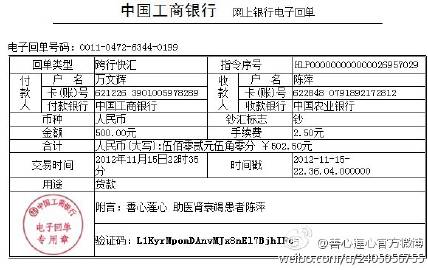 中国工商银行 网上银行电子回单
电子回单号码：0011-0472-6344-0199
回单类型 跨行快汇 指令序号 HLP00000000000026957029
付款人 户名 万文辉 收款人 户名 陈萍
卡(账)号 621226 3901005978289 卡(账)号 622848 0791892172812
付款银行 中国工商银行 收款银行 中国农业银行
币种 人民币 钞汇标志 钞
金额 500.00元 手续费 2.50元
合计 人民币(大写)：伍佰零贰元伍角零分 ￥502.50元
交易时间 2012年11月15日22时35分 时间戳 2012-11-15-22.36.04.000000
用途 货款
中国工商银行
电子回单
专用章
附言：善心莲心 助医肾衰竭患者陈萍
验证码：
善心莲心官方微博
weibo.com/u/2405055755